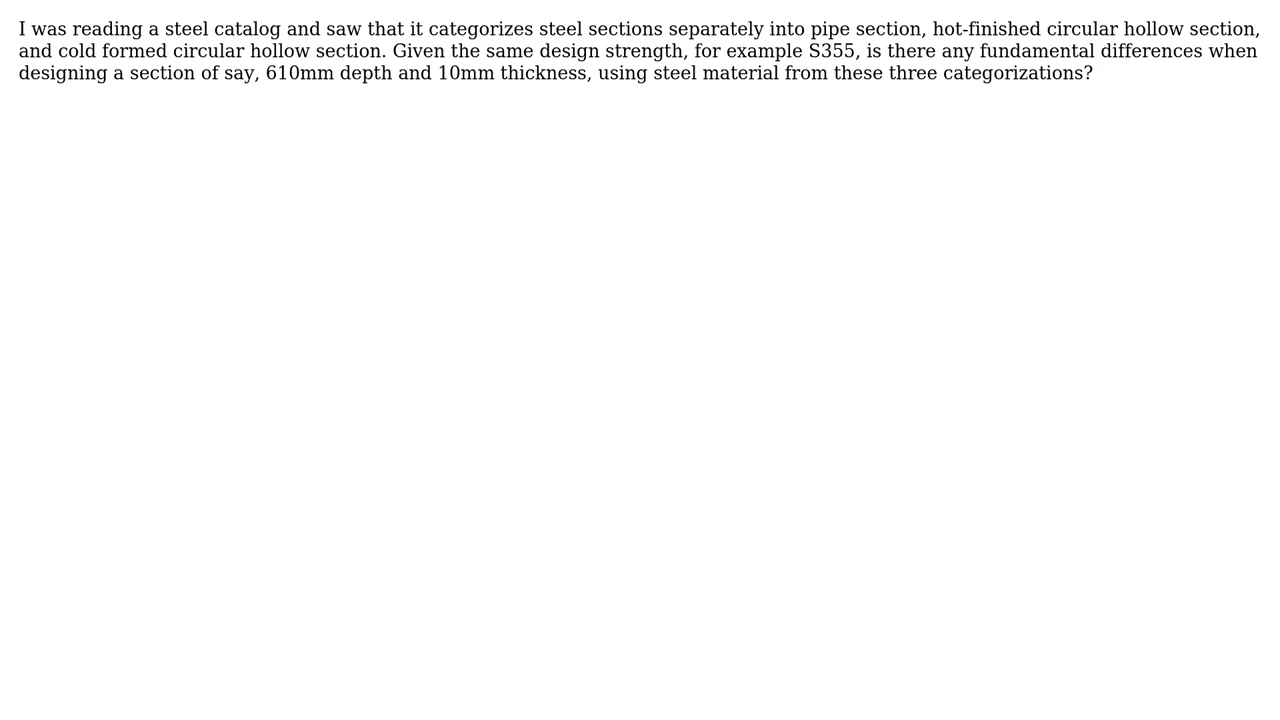 I was reading a steel catalog and saw that it categorizes steel sections separately into pipe section, hot-finished circular hollow section,
and cold formed circular hollow section. Given the same design strength, for example S355, is there any fundamental differences when
designing a section of say, 610mm depth and 10mm thickness, using steel material from these three categorizations?